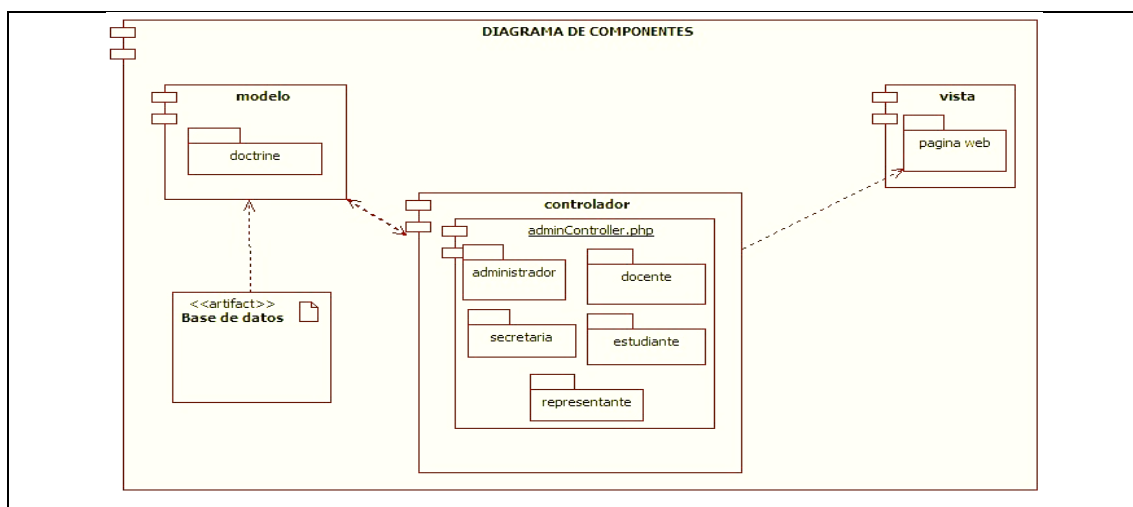 DIAGRAMA DE COMPONENTES
modelo
doctrine
vista
pagina web
controlador
adminController.php
administrador
docente
secretaria
estudiante
representante
<<artifact>>
Base de datos